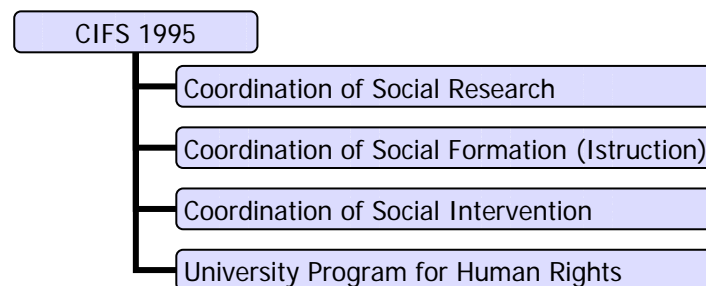 CIFS 1995
Coordination of Social Research
Coordination of Social Formation (Istruction)
Coordination of Social Intervention
University Program for Human Rights